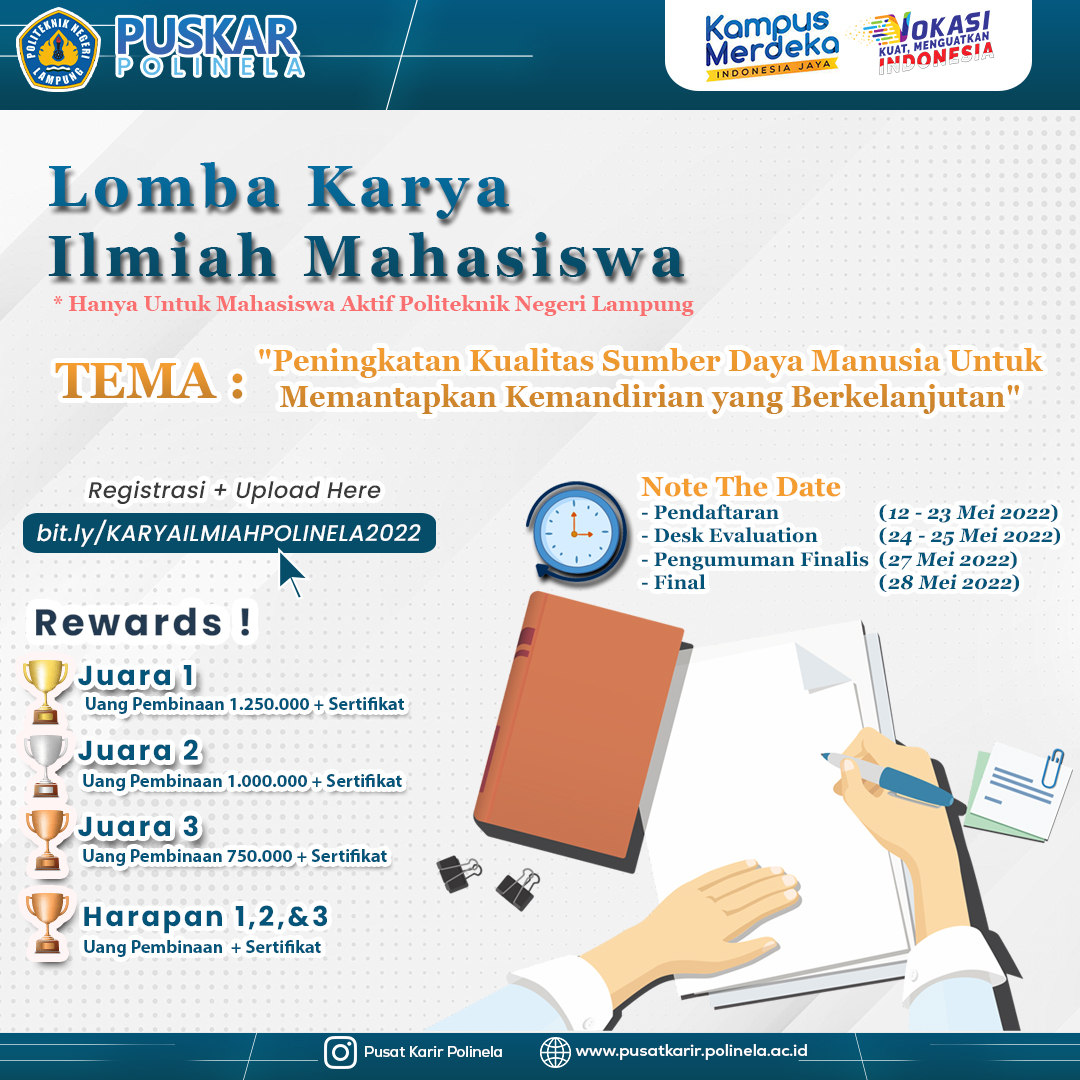 POLITEKNIK NEGERI
LAMPUNG
PUSKAR
POLINELA
Kampus
Merdeka
INDONESIA JAYA
VOKASI
KUAT, MENGUATKAN
INDONESIA
Lomba Karya
Ilmiah Mahasiswa
* Hanya Untuk Mahasiswa Aktif Politeknik Negeri Lampung
TEMA :
"Peningkatan Kualitas Sumber Daya Manusia Untuk
Memantapkan Kemandirian yang Berkelanjutan"
Registrasi + Upload Here
bit.ly/KARYAILMIAHPOLINELA2022
Note The Date
- Pendaftaran (12 - 23 Mei 2022)
- Desk Evaluation (24 - 25 Mei 2022)
- Pengumuman Finalis (27 Mei 2022)
- Final (28 Mei 2022)
Rewards !
Juara 1
Uang Pembinaan 1.250.000 + Sertifikat
Juara 2
Uang Pembinaan 1.000.000 + Sertifikat
Juara 3
Uang Pembinaan 750.000 + Sertifikat
Harapan 1,2,&3
Uang Pembinaan + Sertifikat
Pusat Karir Polinela
www.pusatkarir.polinela.ac.id